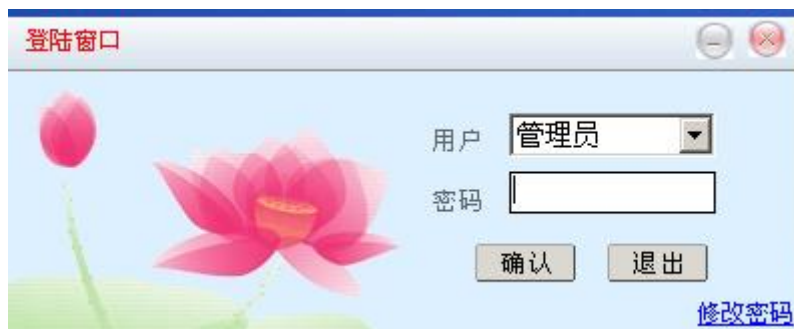 登陆窗口
用户 管理员
密码
确认 退出
修改密码